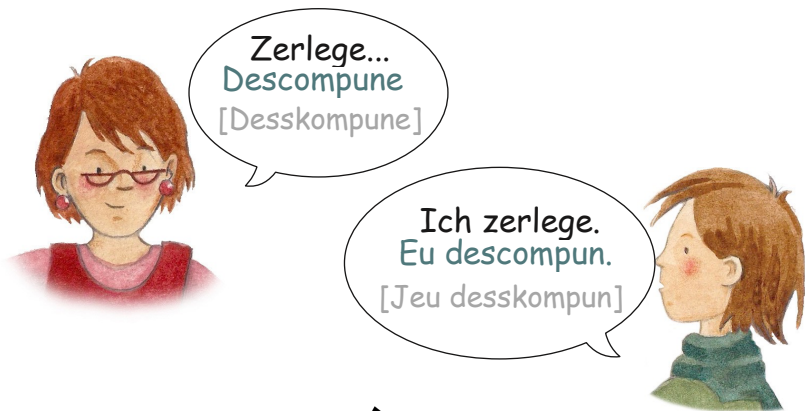 Zerlege...
Descompune
[Desskompune]
Ich zerlege.
Eu descompun.
[Jeu desskompun]